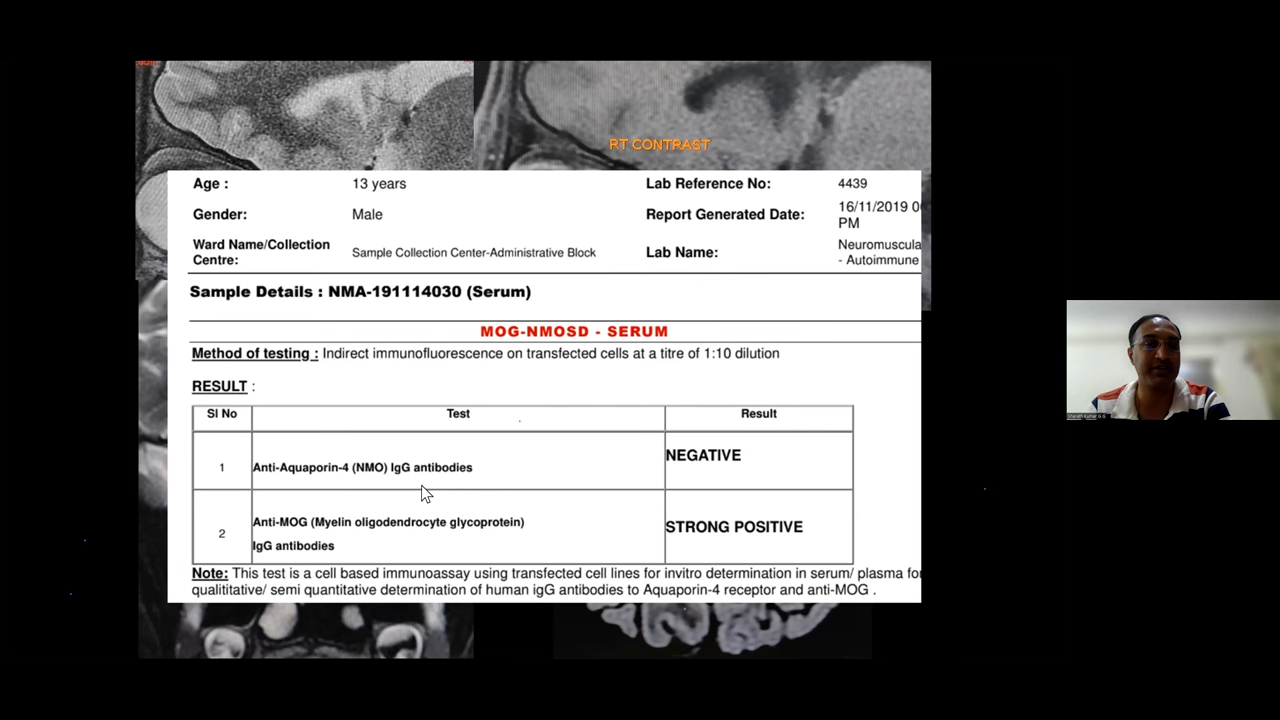 RT CONTRAST
Age : 13 years Lab Reference No: 4439
Gender: Male Report Generated Date: 16/11/2019
PM
Ward Name/Collection Centre: Sample Collection Center-Administrative Block Lab Name:
- Autoimmune
Sample Details : NMA-191114030 (Serum)
MOG-NMOSD - SERUM
Method of testing : Indirect immunofluorescence on transfected cells at a titre of 1:10 dilution
RESULT :
Sl No Test Result
1 Anti-Aquaporin-4 (NMO) IgG antibodies NEGATIVE
2 Anti-MOG (Myelin oligodendrocyte glycoprotein)
IgG antibodies STRONG POSITIVE
Note: This test is a cell based immunoassay using transfected cell lines for invitro determination in serum/ plasma for
qualititative/ semi quantitative determination of human igG antibodies to Aquaporin-4 receptor and anti-MOG .